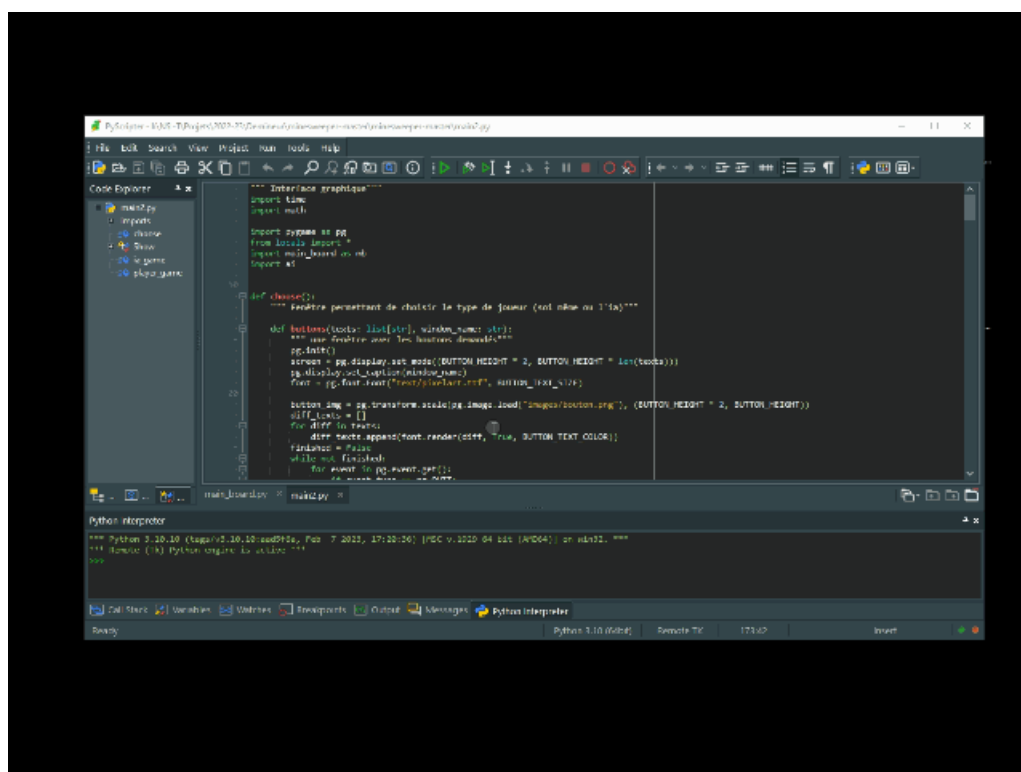 File Edit Search View Project Run Tools Help
Code Explorer
main2.py
imports
choose
Show
ia_game
player_game
""" Interface graphique"""
import time
import math
import pygame as pg
from locals import *
import main_board as mb
import ai
def choose():
""" Fenêtre permettant de choisir le type de joueur (soi même ou l'ia)"""
def buttons(texts: list[str], window_name: str):
""" une fenêtre avec les boutons demandés"""
pg.init()
screen = pg.display.set_mode((BUTTON_HEIGHT * 2, BUTTON_HEIGHT * len(texts)))
pg.display.set_caption(window_name)
font = pg.font.Font("text/pixelart.ttf", BUTTON_TEXT_SIZE)
button_img = pg.transform.scale(pg.image.load("images/bouton.png"), (BUTTON_HEIGHT * 2, BUTTON_HEIGHT))
diff_texts = []
for diff in texts:
diff_texts.append(font.render(diff, True, BUTTON_TEXT_COLOR))
finished = False
while not finished:
for event in pg.event.get():
main_board.py
main2.py
Python Interpreter
*** Remote (Tk) Python engine is active ***
>>>
Call Stack Variables Watches Breakpoints Output Messages Python Interpreter
Ready Python 3.10 (64bit) Remote TK 173:42 Insert